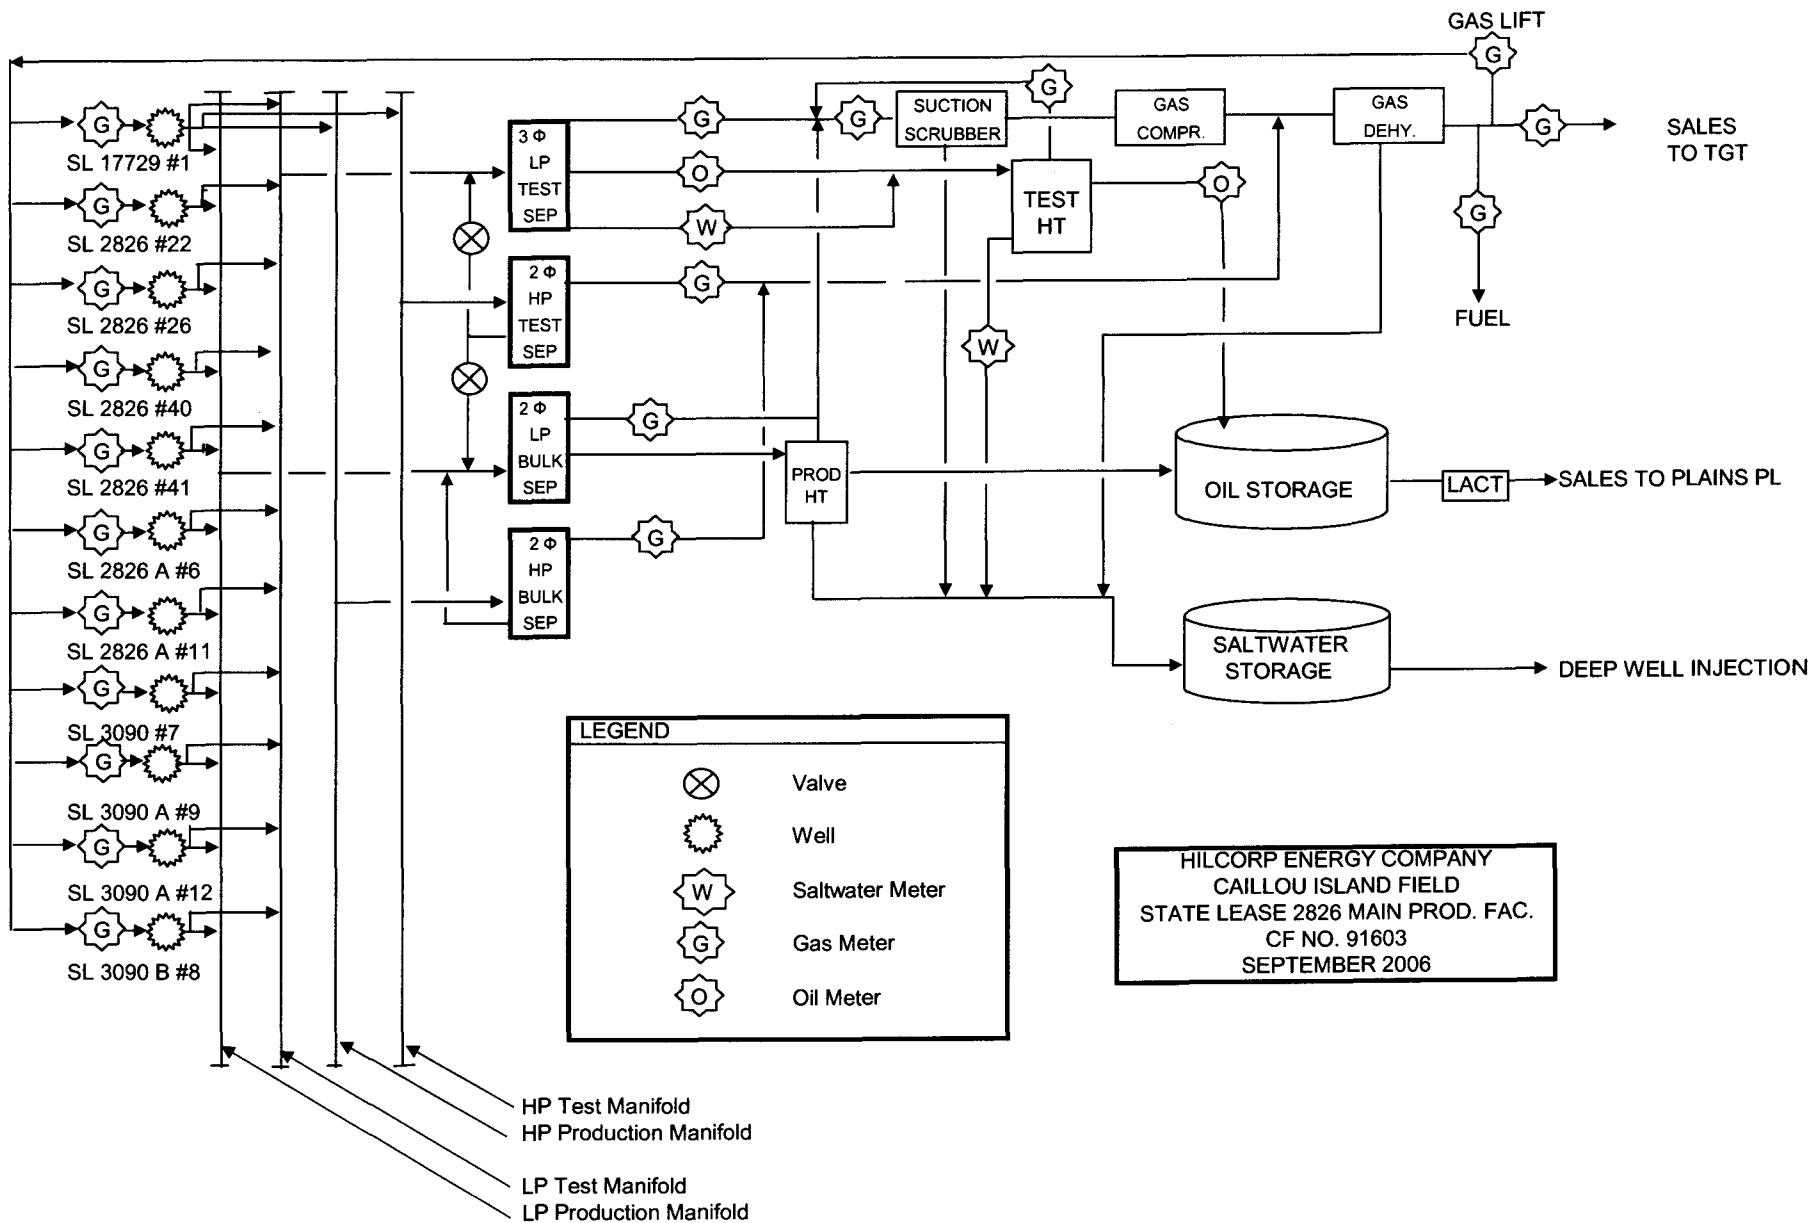 GAS LIFT
G
G
G
G
G
SUCTION
SCRUBBER
GAS
COMPR.
GAS
DEHY.
G
SALES
TO TGT
G
SL 17729 #1
3 Φ
LP
TEST
SEP
O
W
TEST
HT
O
G
FUEL
G
SL 2826 #22
G
SL 2826 #26
2 Φ
HP
TEST
SEP
G
W
G
SL 2826 #40
G
SL 2826 #41
2 Φ
LP
BULK
SEP
G
PROD
HT
OIL STORAGE
LACT
SALES TO PLAINS PL
G
SL 2826 A #6
2 Φ
HP
BULK
SEP
G
G
SL 2826 A #11
SALTWATER
STORAGE
DEEP WELL INJECTION
G
SL 3090 #7
G
SL 3090 A #9
G
SL 3090 A #12
G
SL 3090 B #8
LEGEND
Valve
Well
W
Saltwater Meter
G
Gas Meter
O
Oil Meter
HILCORP ENERGY COMPANY
CAILLOU ISLAND FIELD
STATE LEASE 2826 MAIN PROD. FAC.
CF NO. 91603
SEPTEMBER 2006
HP Test Manifold
HP Production Manifold
LP Test Manifold
LP Production Manifold